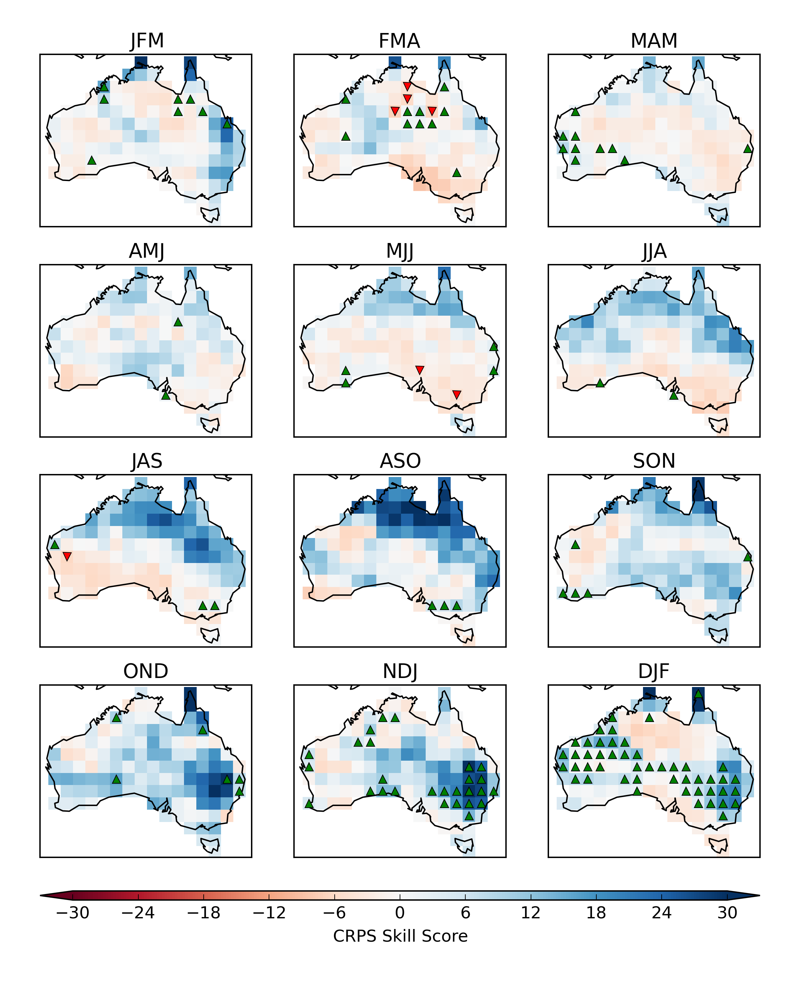 JFM FMA MAM
AMJ MJJ JJA
JAS ASO SON
OND NDJ DJF
−30 −24 −18 −12 −6 0 6 12 18 24 30
CRPS Skill Score